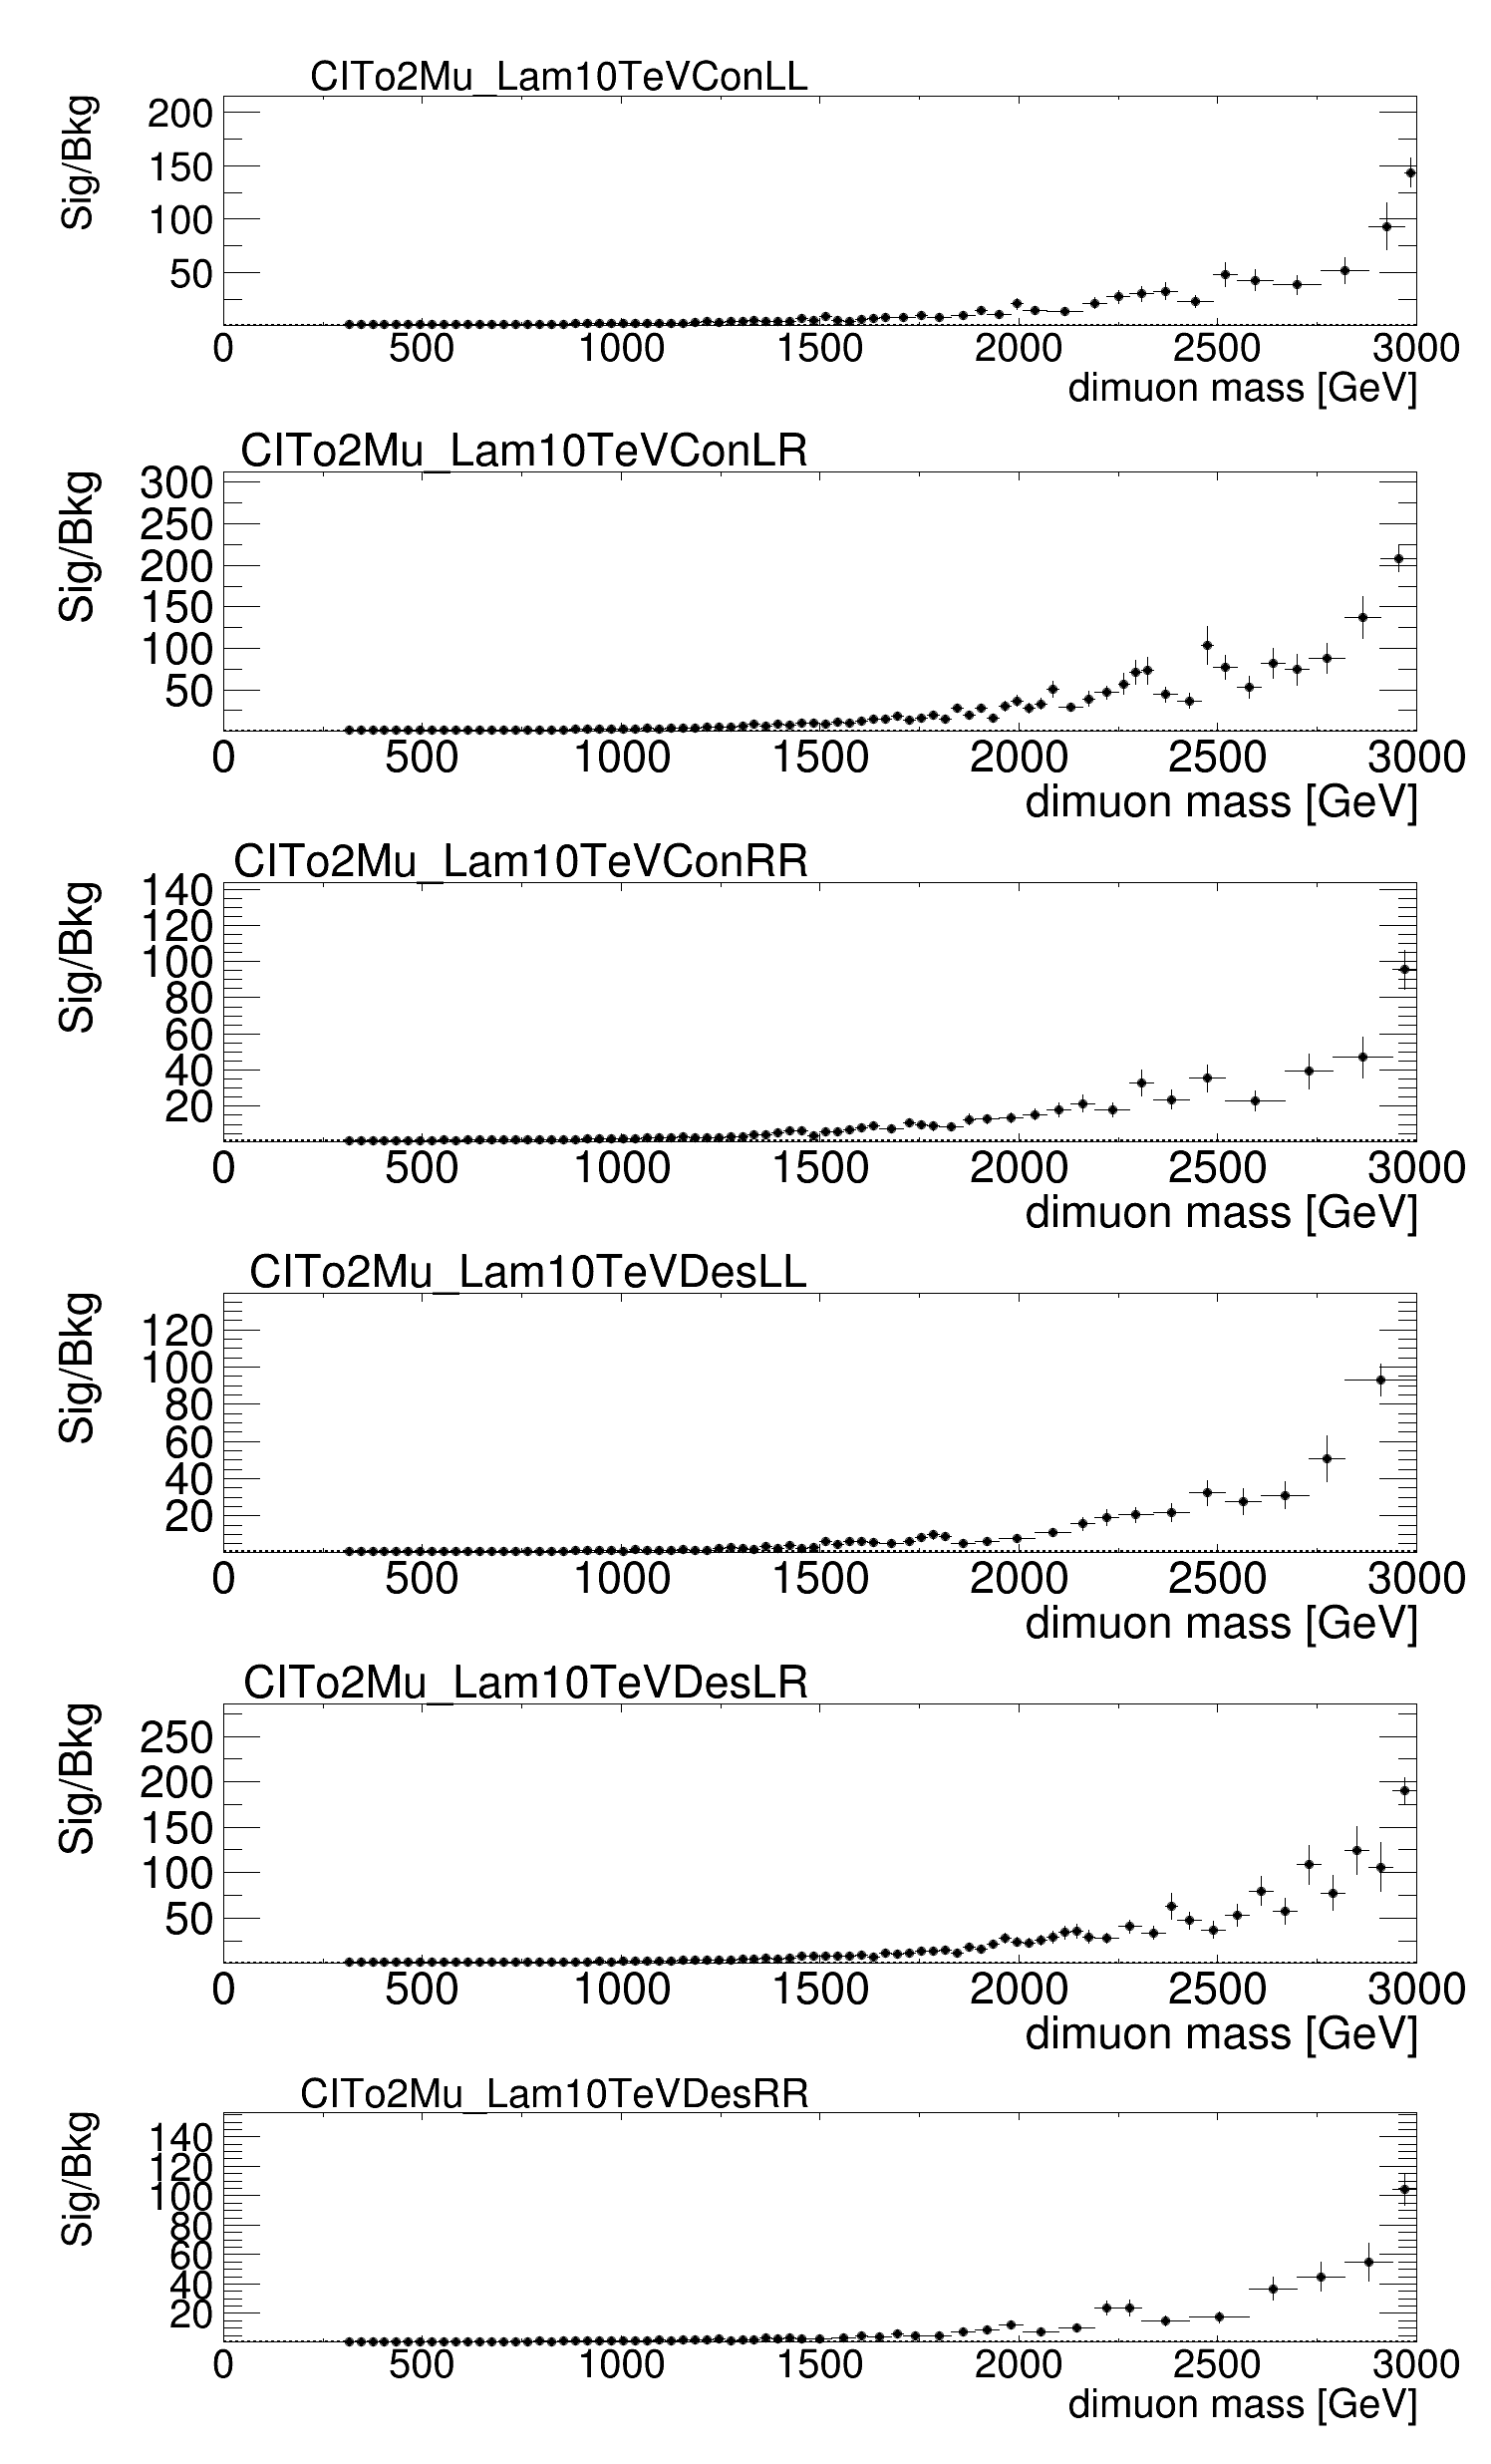 CITo2Mu_Lam10TeVConLL
Sig/Bkg
200
150
100
50
0 500 1000 1500 2000 2500 3000
dimuon mass [GeV]
CITo2Mu_Lam10TeVConLR
Sig/Bkg
300
250
200
150
100
50
0 500 1000 1500 2000 2500 3000
dimuon mass [GeV]
CITo2Mu_Lam10TeVConRR
Sig/Bkg
140
120
100
80
60
40
20
0 500 1000 1500 2000 2500 3000
dimuon mass [GeV]
CITo2Mu_Lam10TeVDesLL
Sig/Bkg
120
100
80
60
40
20
0 500 1000 1500 2000 2500 3000
dimuon mass [GeV]
CITo2Mu_Lam10TeVDesLR
Sig/Bkg
250
200
150
100
50
0 500 1000 1500 2000 2500 3000
dimuon mass [GeV]
CITo2Mu_Lam10TeVDesRR
Sig/Bkg
140
120
100
80
60
40
20
0 500 1000 1500 2000 2500 3000
dimuon mass [GeV]